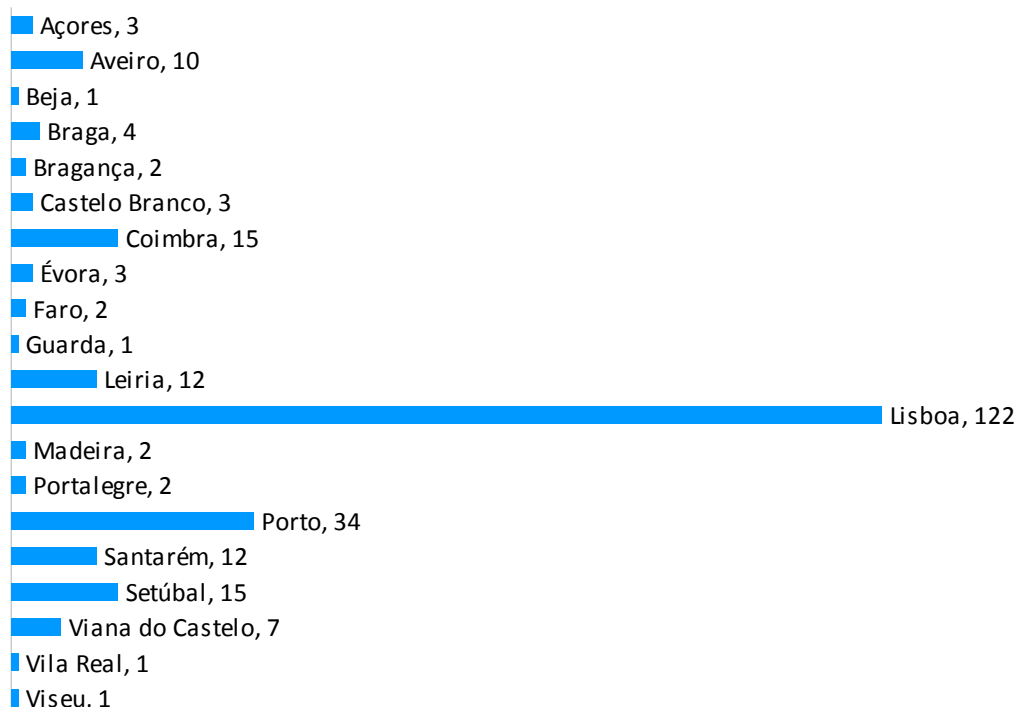 Açores, 3
Aveiro, 10
Beja, 1
Braga, 4
Bragança, 2
Castelo Branco, 3
Coimbra, 15
Évora, 3
Faro, 2
Guarda, 1
Leiria, 12
Lisboa, 122
Madeira, 2
Portalegre, 2
Porto, 34
Santarém, 12
Setúbal, 15
Viana do Castelo, 7
Vila Real, 1
Viseu, 1